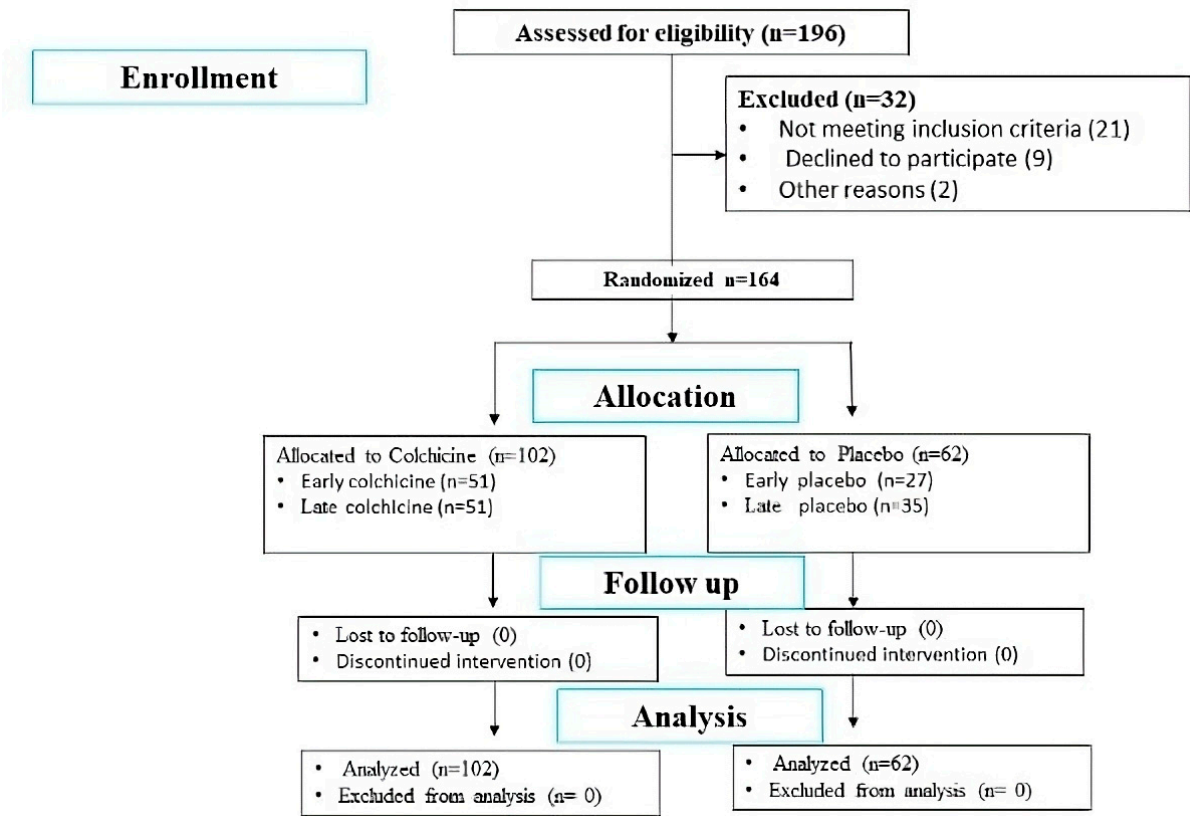 Assessed for eligibility (n=196)
Enrollment
Excluded (n=32)
• Not meeting inclusion criteria (21)
• Declined to participate (9)
• Other reasons (2)
Randomized n=164
Allocation
Allocated to Colchicine (n=102)
• Early colchicine (n=51)
• Late colchicine (n=51)
Allocated to Placebo (n=62)
• Early placebo (n=27)
• Late placebo (n=35)
Follow up
• Lost to follow-up (0)
• Discontinued intervention (0)
• Lost to follow-up (0)
• Discontinued intervention (0)
Analysis
• Analyzed (n=102)
• Excluded from analysis (n= 0)
• Analyzed (n=62)
• Excluded from analysis (n= 0)